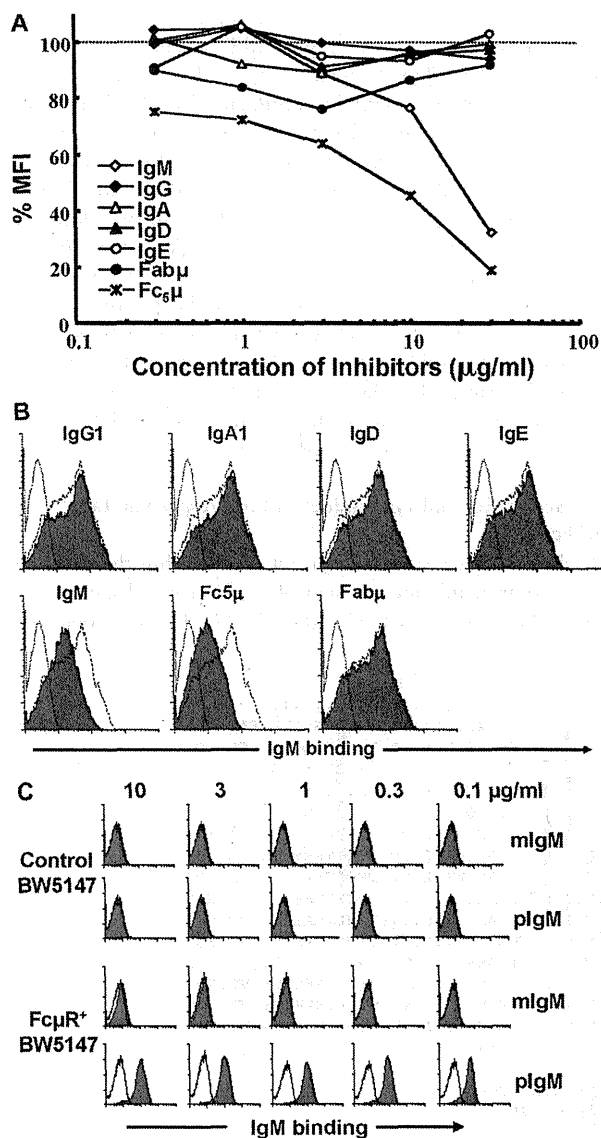 A
% MFI
100
80
60
40
20
0
IgM
IgG
IgA
IgD
IgE
Fabμ
Fc₅μ
0.1 1 10 100
Concentration of Inhibitors (μg/ml)
B
IgG1 IgA1 IgD IgE
IgM Fc5μ Fabμ
IgM binding
C
10 3 1 0.3 0.1 μg/ml
Control
BW5147
mIgM
pIgM
FcμR⁺
BW5147
mIgM
pIgM
IgM binding